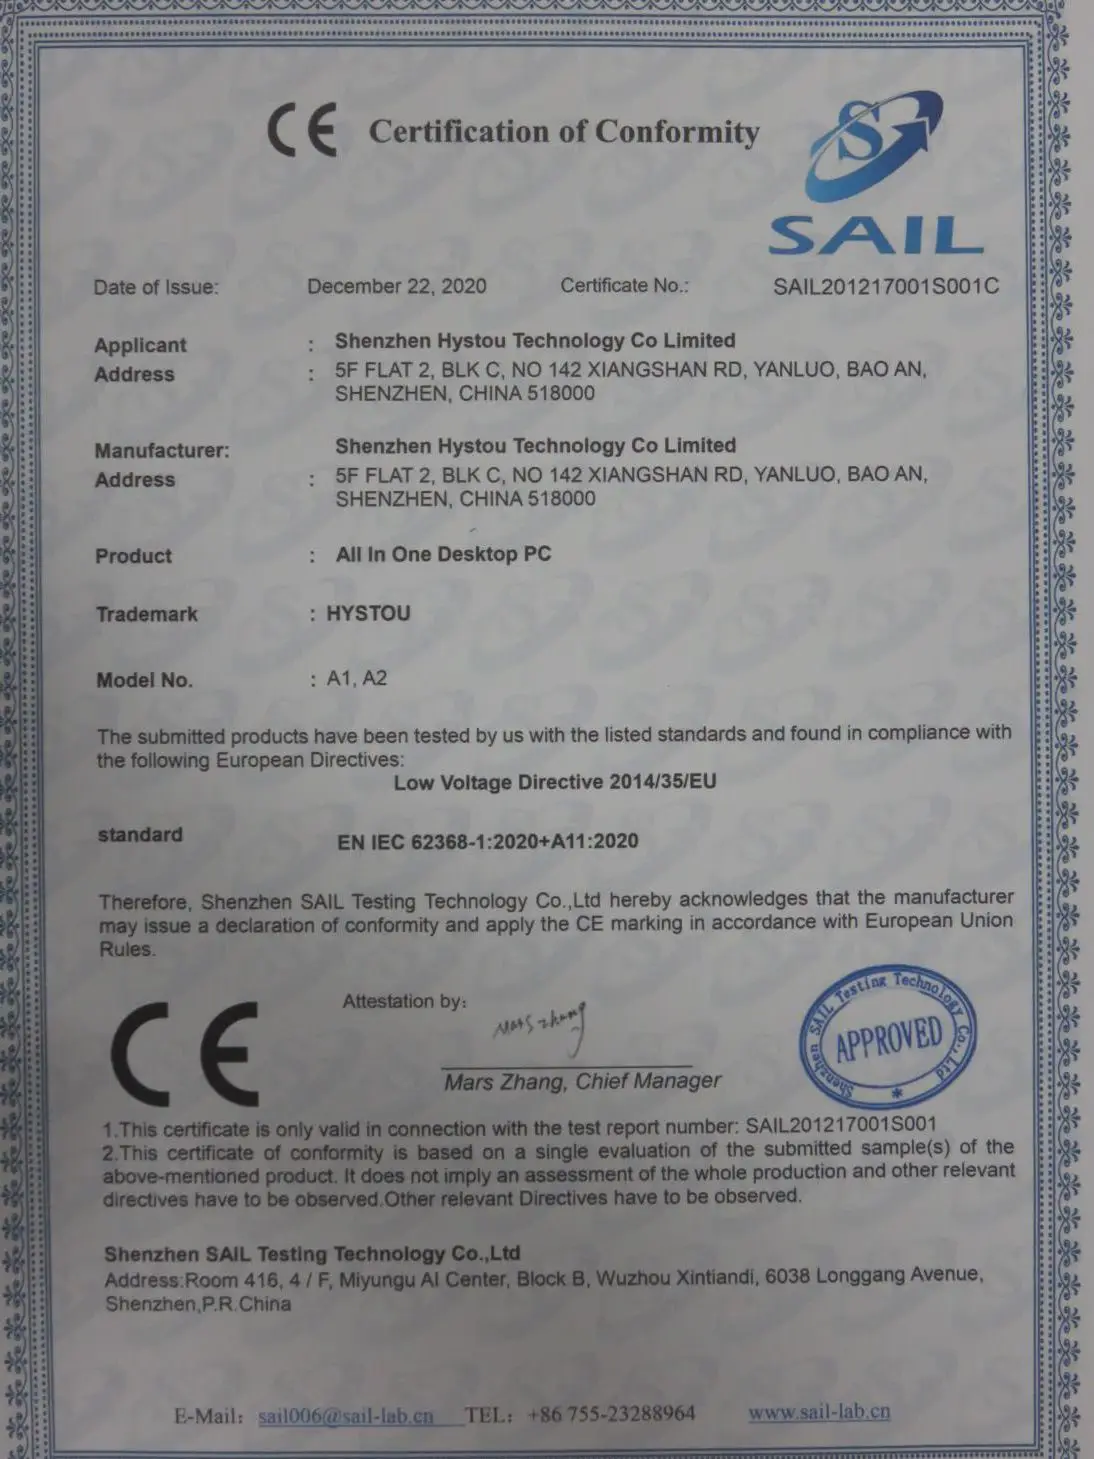 CE Certification of Conformity
S
SAIL
Date of Issue: December 22, 2020 Certificate No.: SAIL201217001S001C
Applicant : Shenzhen Hystou Technology Co Limited
Address : 5F FLAT 2, BLK C, NO 142 XIANGSHAN RD, YANLUO, BAO AN,
SHENZHEN, CHINA 518000
Manufacturer: Shenzhen Hystou Technology Co Limited
Address : 5F FLAT 2, BLK C, NO 142 XIANGSHAN RD, YANLUO, BAO AN,
SHENZHEN, CHINA 518000
Product : All In One Desktop PC
Trademark : HYSTOU
Model No. : A1, A2
The submitted products have been tested by us with the listed standards and found in compliance with
the following European Directives:
Low Voltage Directive 2014/35/EU
standard EN IEC 62368-1:2020+A11:2020
Therefore, Shenzhen SAIL Testing Technology Co.,Ltd hereby acknowledges that the manufacturer
may issue a declaration of conformity and apply the CE marking in accordance with European Union
Rules.
CE
Attestation by:
Mars Zhang
Mars Zhang, Chief Manager
Shenzhen SAIL Testing Technology Co.,Ltd
APPROVED
*
1.This certificate is only valid in connection with the test report number: SAIL201217001S001
2.This certificate of conformity is based on a single evaluation of the submitted sample(s) of the
above-mentioned product. It does not imply an assessment of the whole production and other relevant
directives have to be observed.Other relevant Directives have to be observed.
Shenzhen SAIL Testing Technology Co.,Ltd
Address:Room 416, 4 / F, Miyungu AI Center, Block B, Wuzhou Xintiandi, 6038 Longgang Avenue,
Shenzhen,P.R.China
E-Mail: sail006@sail-lab.cn TEL: +86 755-23288964 www.sail-lab.cn